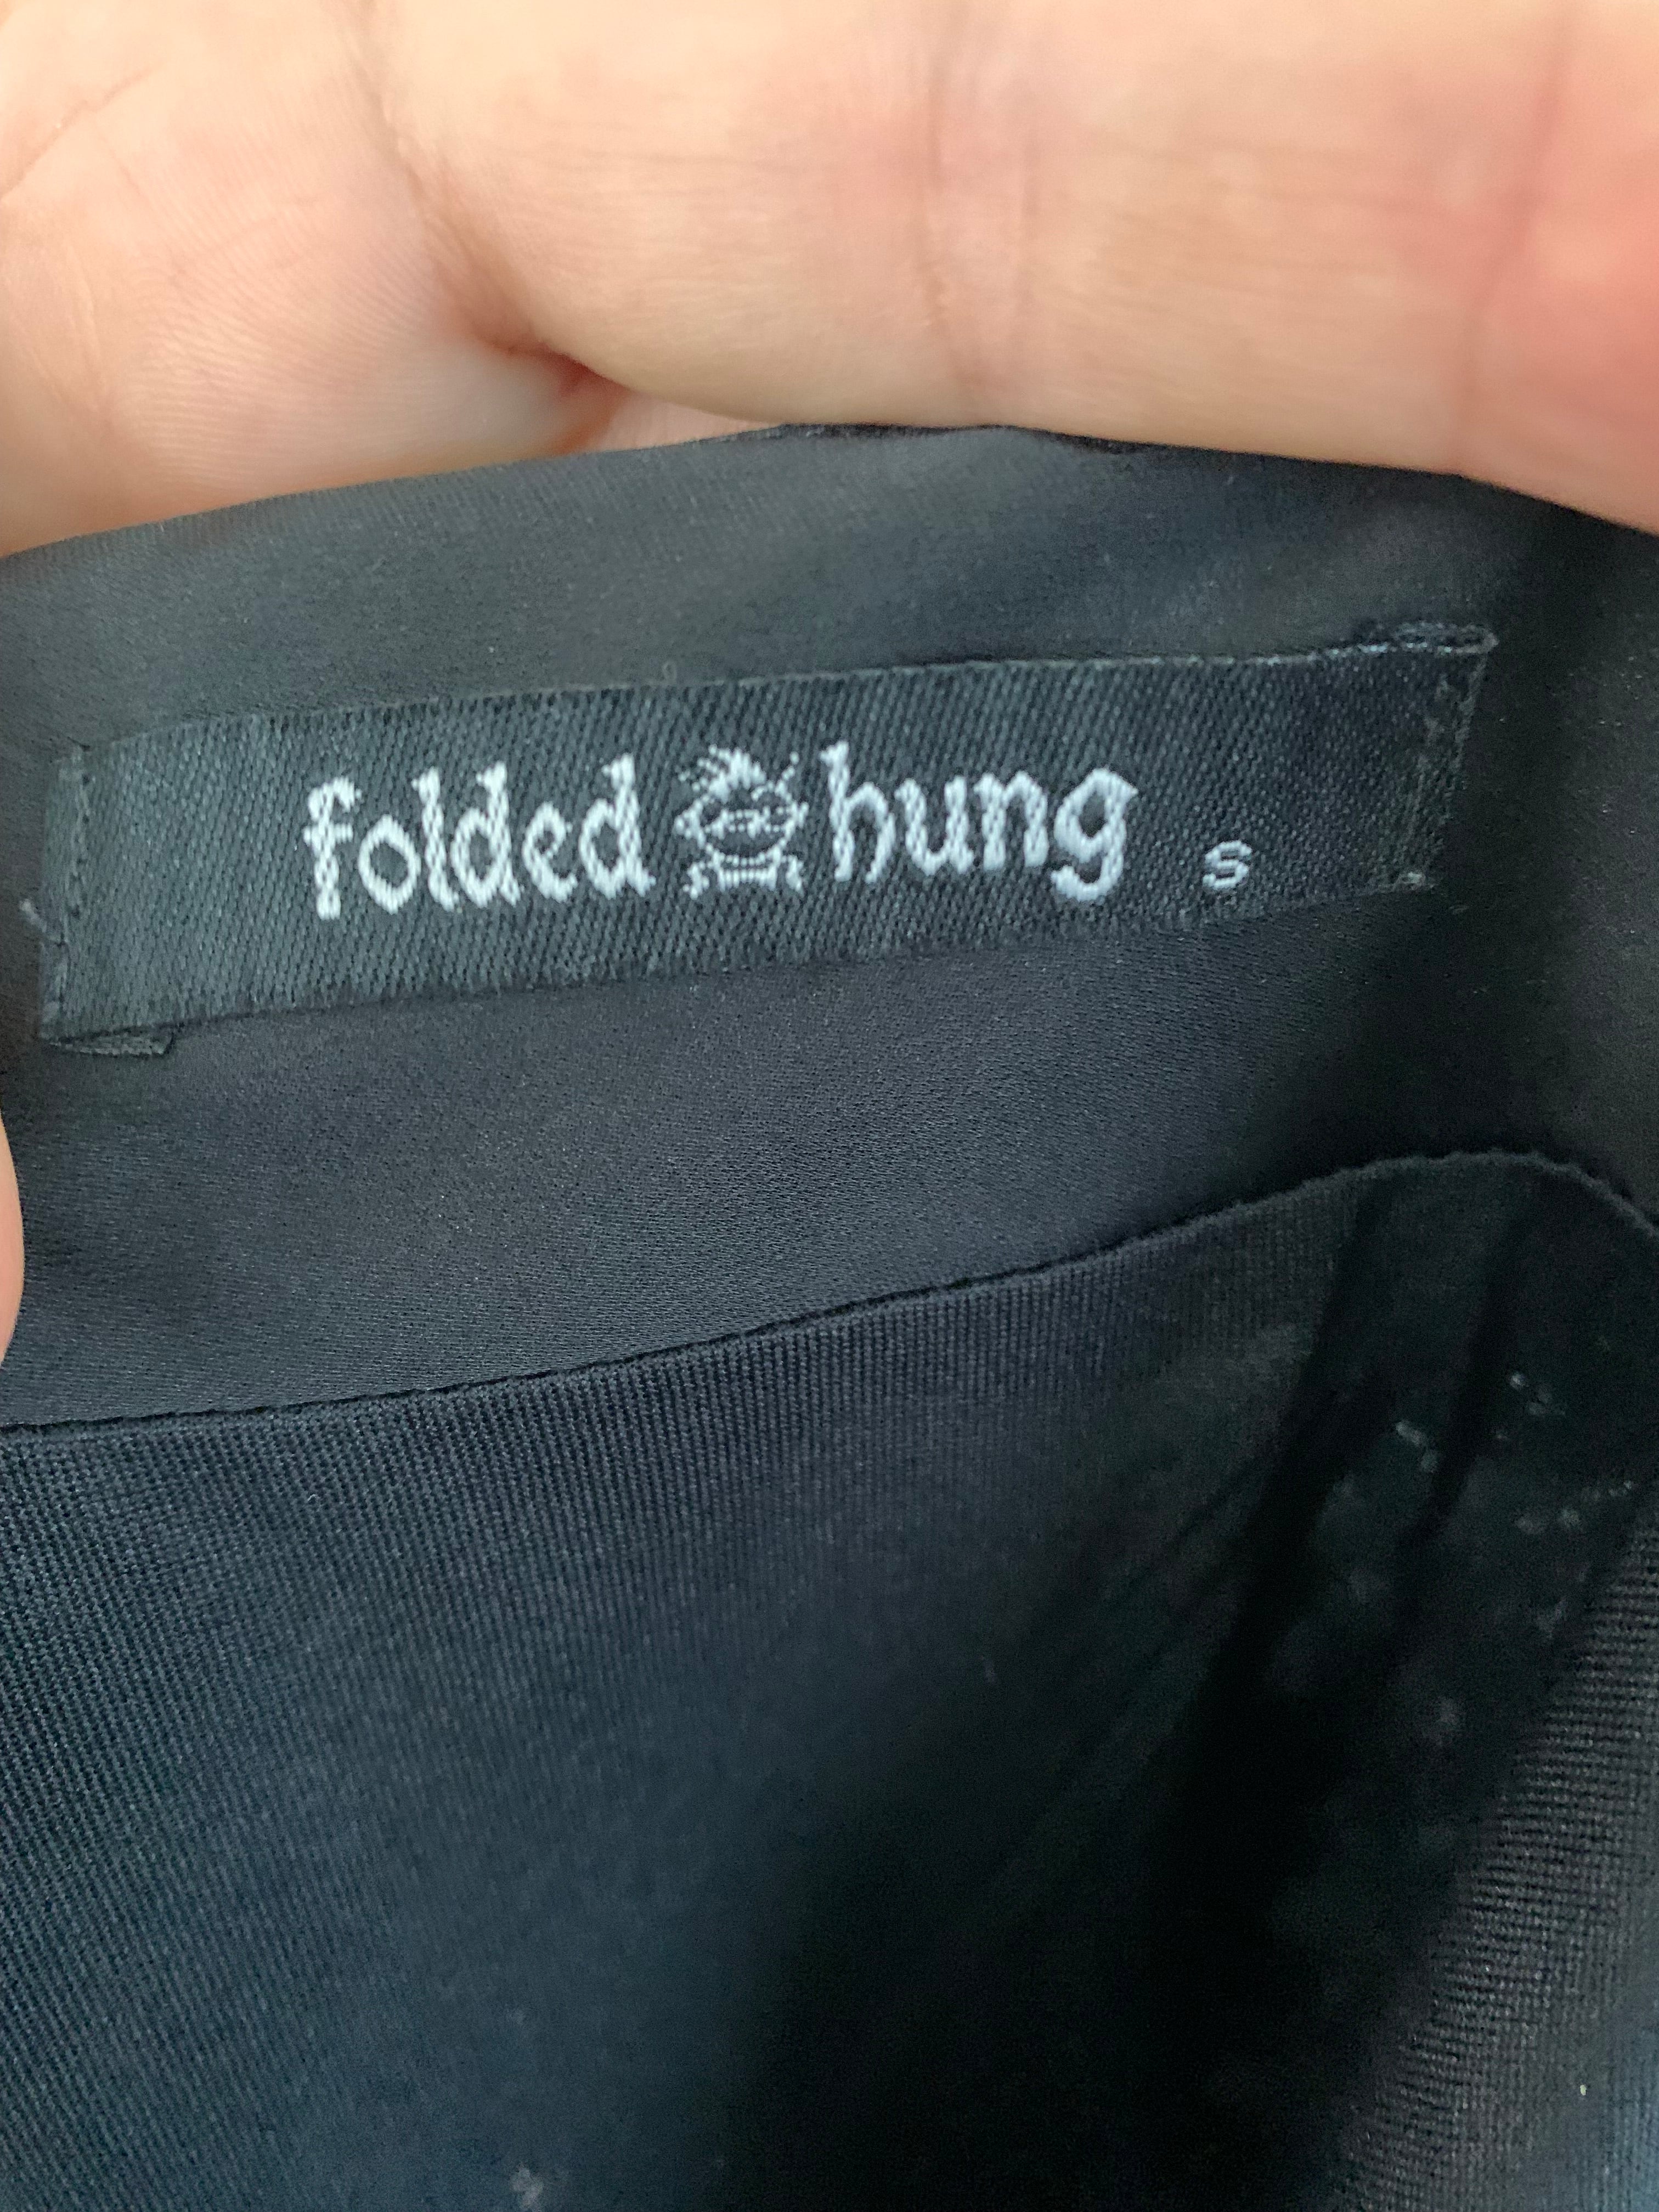 folded hung s